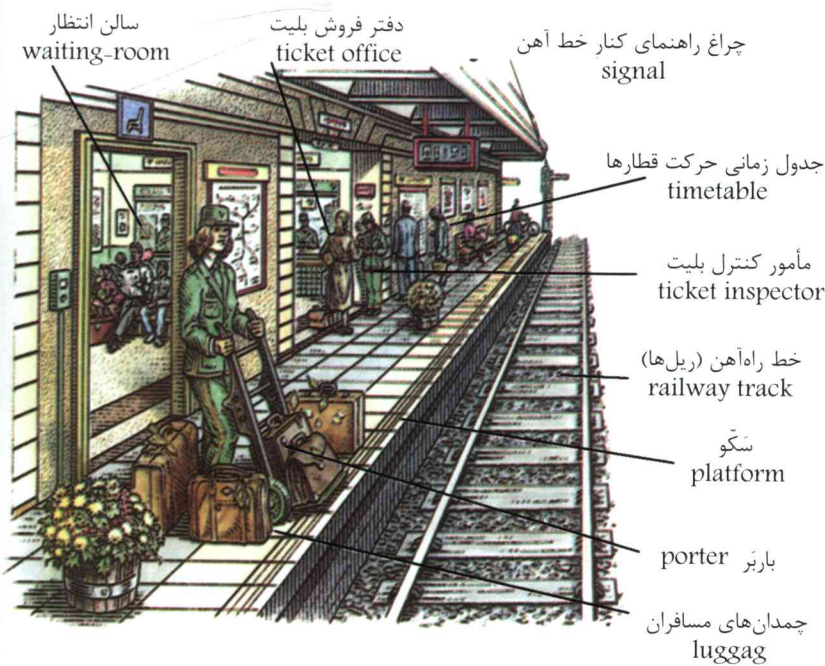 سالن انتظار
waiting-room
دفتر فروش بلیت
ticket office
چراغ راهنمای کنارِ خط آهن
signal
جدول زمانی حرکت قطارها
timetable
مأمور کنترل بلیت
ticket inspector
خط راه‌آهن (ریل‌ها)
railway track
سَکّو
platform
باربَر porter
چمدان‌های مسافران
luggag